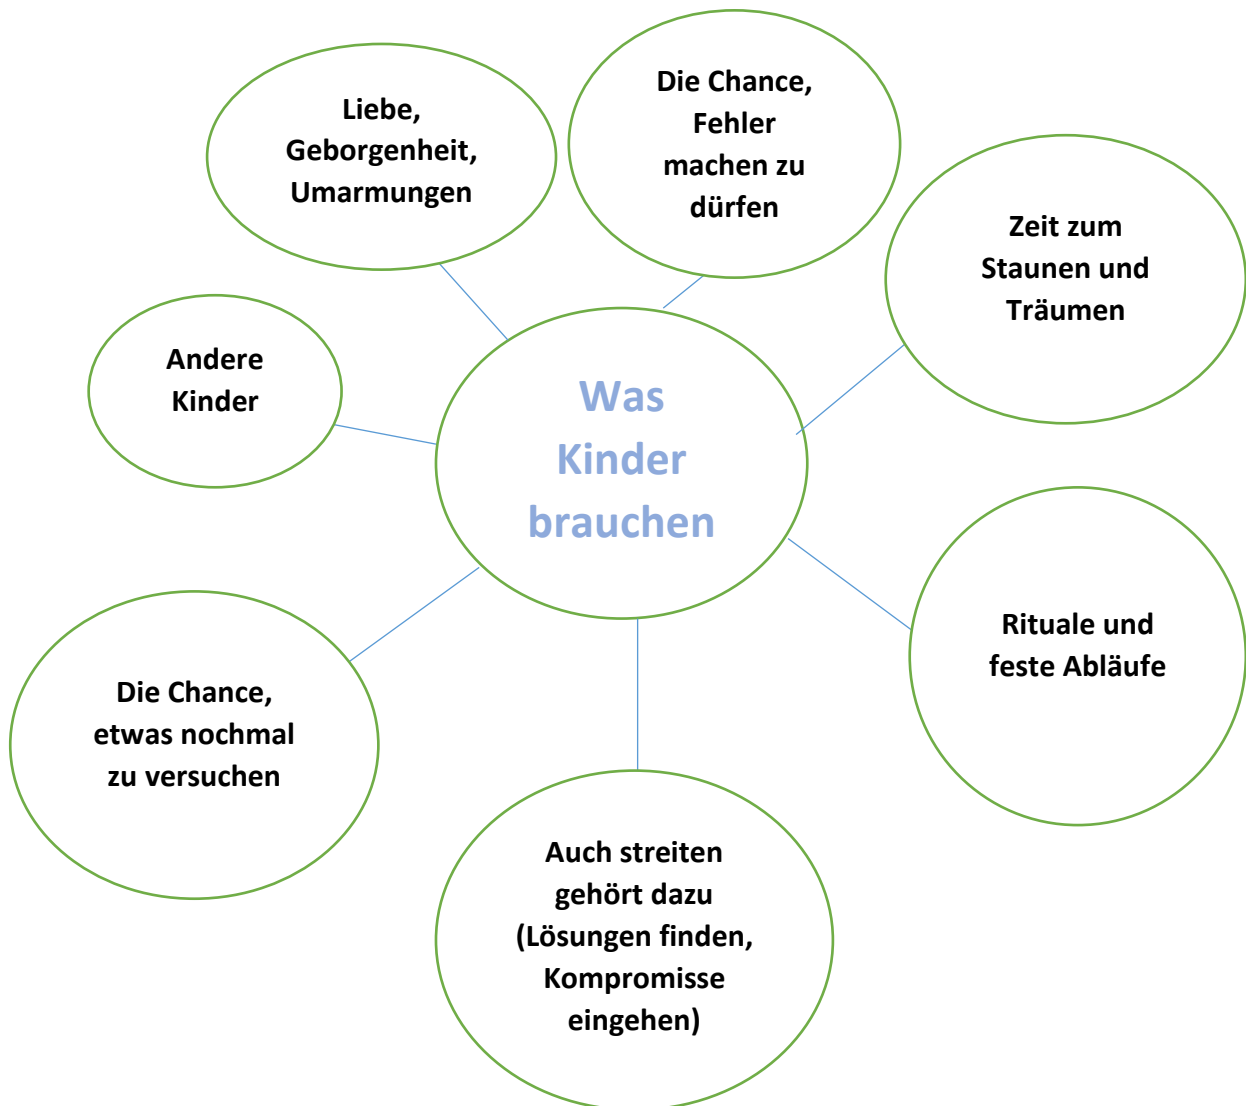 Liebe,
Geborgenheit,
Umarmungen
Die Chance,
Fehler
machen zu
dürfen
Zeit zum
Staunen und
Träumen
Andere
Kinder
Was
Kinder
brauchen
Rituale und
feste Abläufe
Die Chance,
etwas nochmal
zu versuchen
Auch streiten
gehört dazu
(Lösungen finden,
Kompromisse
eingehen)